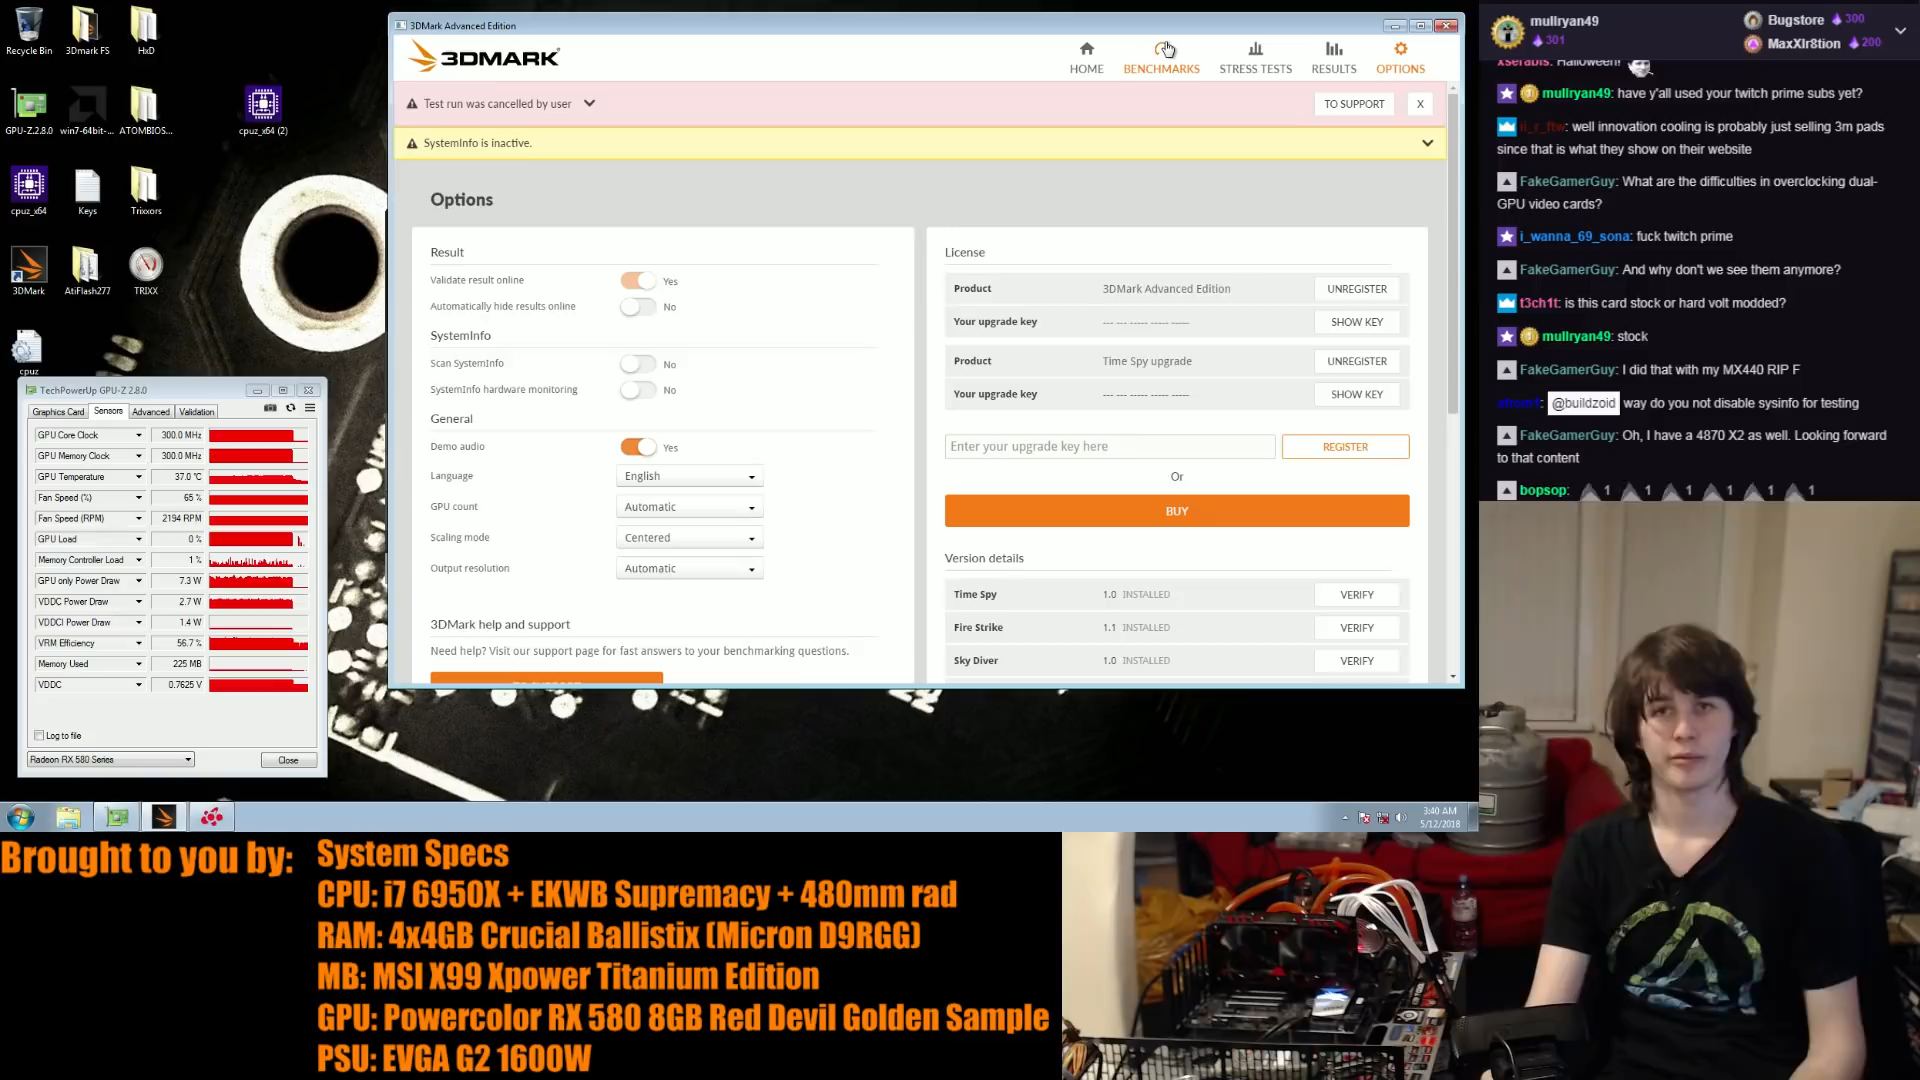 Recycle Bin
3Dmark FS
HxD
GPU-Z.2.8.0
win7-64bit-...
ATOMBIOS...
cpuz_x64 (2)
cpuz_x64
Keys
Trixxors
3DMark
AtiFlash277
TRIXX
cpuz
TechPowerUp GPU-Z 2.8.0
Graphics Card
Sensors
Advanced
Validation
GPU Core Clock 300.0 MHz
GPU Memory Clock 300.0 MHz
GPU Temperature 37.0 °C
Fan Speed (%) 65 %
Fan Speed (RPM) 2194 RPM
GPU Load 0 %
Memory Controller Load 1 %
GPU only Power Draw 7.3 W
VDDC Power Draw 2.7 W
VDDCI Power Draw 1.4 W
VRM Efficiency 56.7 %
Memory Used 225 MB
VDDC 0.7625 V
Log to file
Radeon RX 580 Series
Close
3DMark Advanced Edition
3DMARK
HOME
BENCHMARKS
STRESS TESTS
RESULTS
OPTIONS
Test run was cancelled by user
TO SUPPORT
X
SystemInfo is inactive.
Options
Result
Validate result online Yes
Automatically hide results online No
SystemInfo
Scan SystemInfo No
SystemInfo hardware monitoring No
General
Demo audio Yes
Language English
GPU count Automatic
Scaling mode Centered
Output resolution Automatic
3DMark help and support
Need help? Visit our support page for fast answers to your benchmarking questions.
License
Product 3DMark Advanced Edition UNREGISTER
Your upgrade key --- -- ----- ----- ----- SHOW KEY
Product Time Spy upgrade UNREGISTER
Your upgrade key --- -- ----- ----- ----- SHOW KEY
Enter your upgrade key here REGISTER
Or
BUY
Version details
Time Spy 1.0 INSTALLED VERIFY
Fire Strike 1.1 INSTALLED VERIFY
Sky Diver 1.0 INSTALLED VERIFY
3:40 AM
5/12/2018
mullryan49
301
Bugstore 300
MaxXlr8tion 200
xserabis: Halloween!
mullryan49: have y'all used your twitch prime subs yet?
well innovation cooling is probably just selling 3m pads
since that is what they show on their website
FakeGamerGuy: What are the difficulties in overclocking dual-
GPU video cards?
i_wanna_69_sona: fuck twitch prime
FakeGamerGuy: And why don't we see them anymore?
t3ch1t: is this card stock or hard volt modded?
mullryan49: stock
FakeGamerGuy: I did that with my MX440 RIP F
@buildzoid way do you not disable sysinfo for testing
FakeGamerGuy: Oh, I have a 4870 X2 as well. Looking forward
to that content
bopsop: 1 1 1 1 1 1
Brought to you by:
System Specs
CPU: i7 6950X + EKWB Supremacy + 480mm rad
RAM: 4x4GB Crucial Ballistix (Micron D9RGG)
MB: MSI X99 Xpower Titanium Edition
GPU: Powercolor RX 580 8GB Red Devil Golden Sample
PSU: EVGA G2 1600W